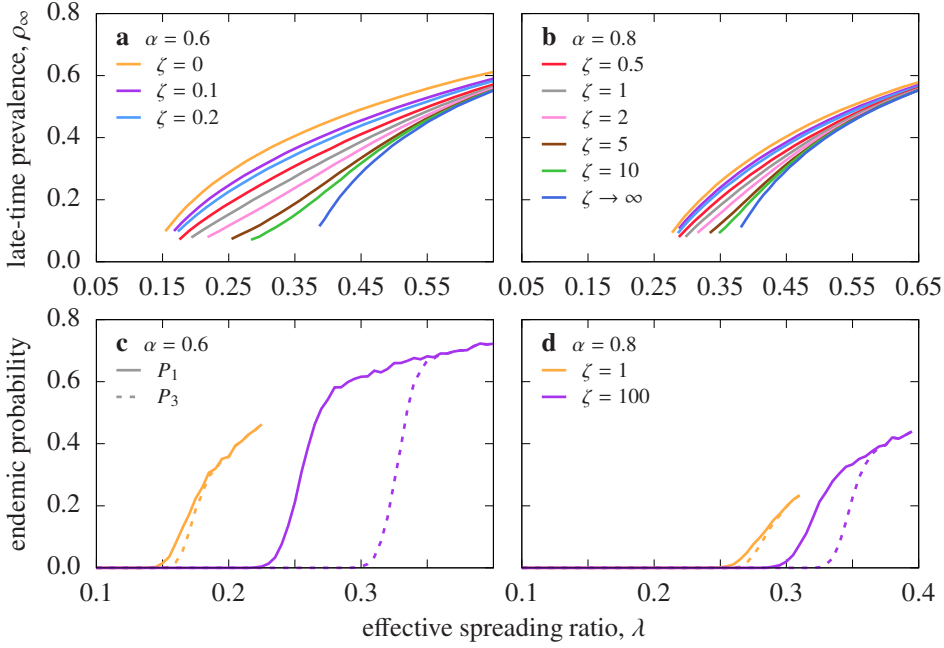 late-time prevalence, ρ∞
0.8
0.6
0.4
0.2
0.0
a α = 0.6
ζ = 0
ζ = 0.1
ζ = 0.2
0.05 0.15 0.25 0.35 0.45 0.55
b α = 0.8
ζ = 0.5
ζ = 1
ζ = 2
ζ = 5
ζ = 10
ζ → ∞
0.05 0.15 0.25 0.35 0.45 0.55 0.65
endemic probability
0.8
0.6
0.4
0.2
0.0
c α = 0.6
P1
P3
0.1 0.2 0.3
d α = 0.8
ζ = 1
ζ = 100
0.1 0.2 0.3 0.4
effective spreading ratio, λ